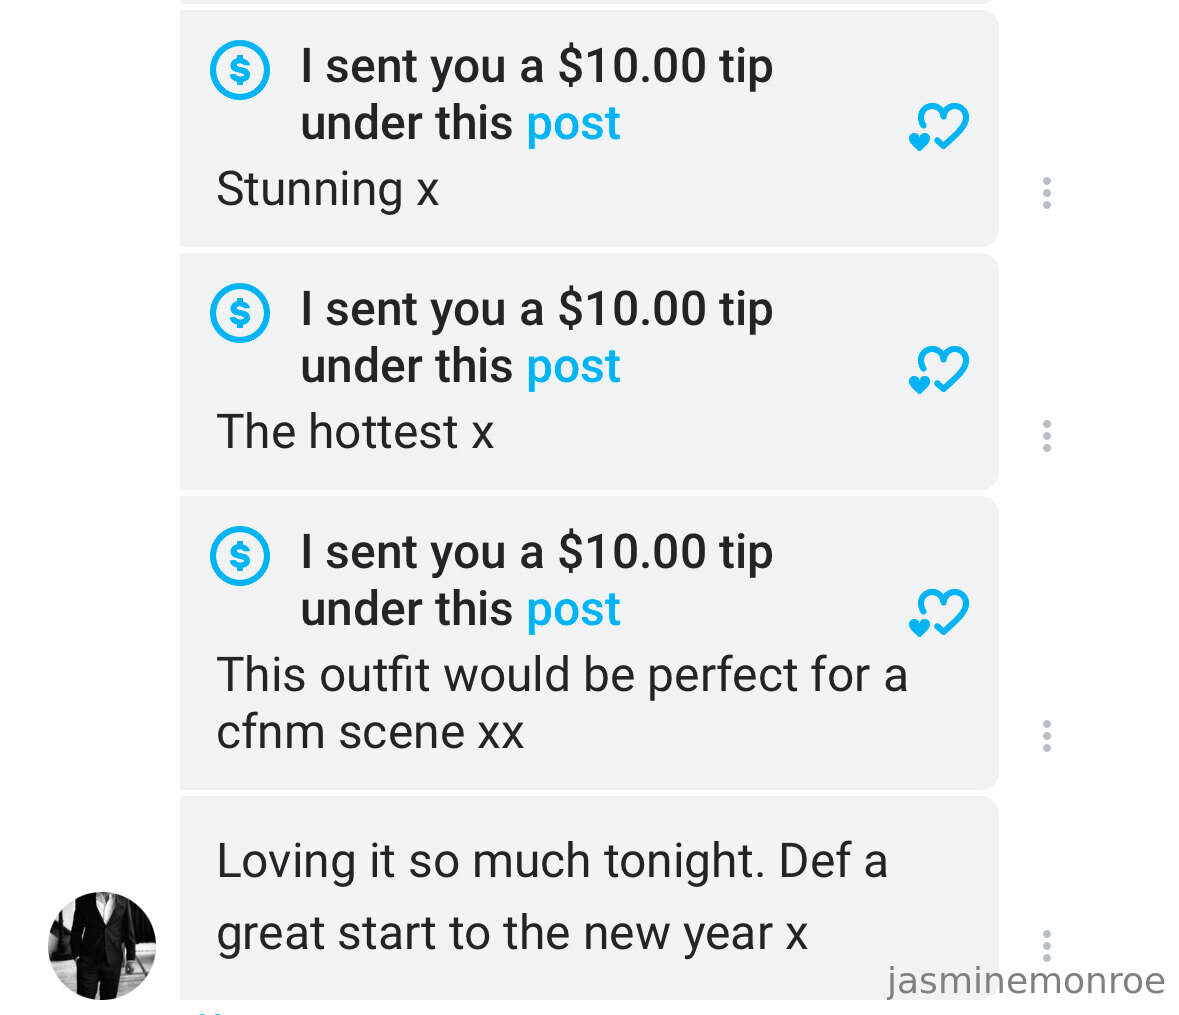 I sent you a $10.00 tip
under this post
Stunning x
I sent you a $10.00 tip
under this post
The hottest x
I sent you a $10.00 tip
under this post
This outfit would be perfect for a
cfnm scene xx
Loving it so much tonight. Def a
great start to the new year x
jasminemonroe